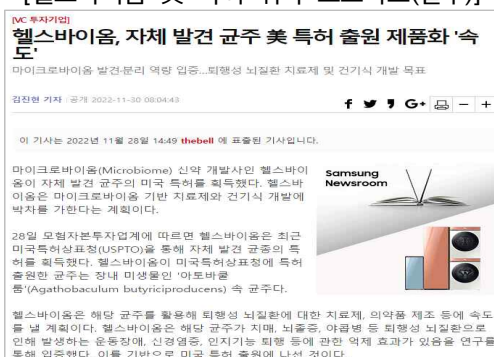 [VC 투자기업]
헬스바이옴, 자체 발견 균주 美 특허 출원 제품화 '속
도'
마이크로바이옴 발견·분리 역량 입증...퇴행성 뇌질환 치료제 및 건기식 개발 목표
김진현 기자 공개 2022-11-30 08:04:43
이 기사는 2022년 11월 28일 14:49 thebell 에 표출된 기사입니다.
마이크로바이옴(Microbiome) 신약 개발사인 헬스바이
옴이 자체 발견 균주의 미국 특허를 획득했다. 헬스바
이옴은 마이크로바이옴 기반 치료제와 건기식 개발에
박차를 가한다는 계획이다.
Samsung
Newsroom
28일 모험자본투자업계에 따르면 헬스바이옴은 최근
미국특허상표청(USPTO)을 통해 자체 발견 균종의 특
허를 획득했다. 헬스바이옴이 미국특허상표청에 특허
출원한 균주는 장내 미생물인 '아토바쿨
룸'(Agathobaculum butyriciproducens) 속 균주다.
헬스바이옴은 해당 균주를 활용해 퇴행성 뇌질환에 대한 치료제, 의약품 제조 등에 속도
를 낼 계획이다. 헬스바이옴은 해당 균주가 치매, 뇌졸중, 야콥병 등 퇴행성 뇌질환으로
인해 발생하는 운동장애, 신경염증, 인지기능 퇴행 등에 관한 억제 효과가 있음을 연구를
통해 입증했다. 이를 기반으로 미국 특허 출원에 나선 것이다.